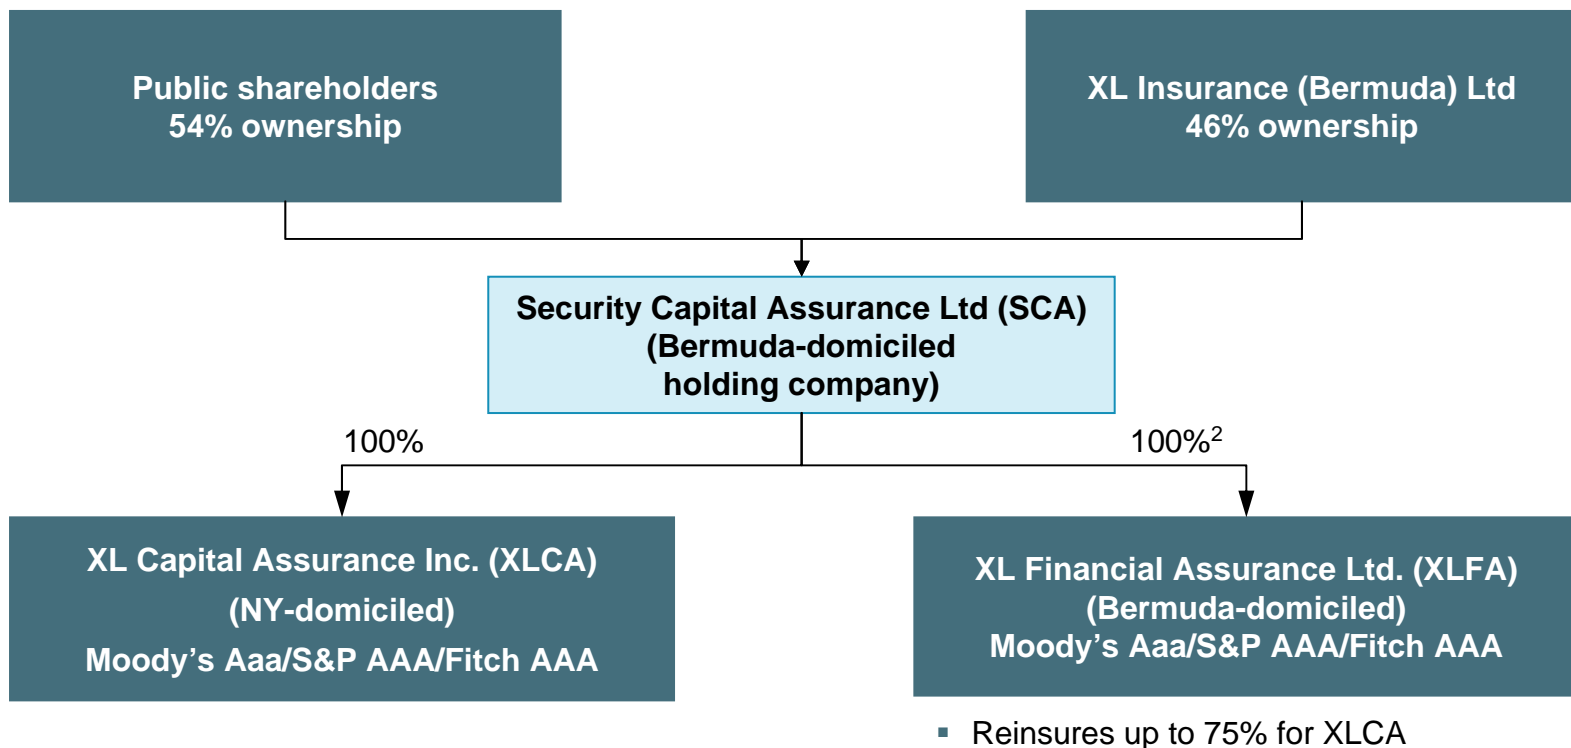 Public shareholders
54% ownership
XL Insurance (Bermuda) Ltd
46% ownership
Security Capital Assurance Ltd (SCA)
(Bermuda-domiciled
holding company)
100%
100%²
XL Capital Assurance Inc. (XLCA)
(NY-domiciled)
Moody’s Aaa/S&P AAA/Fitch AAA
XL Financial Assurance Ltd. (XLFA)
(Bermuda-domiciled)
Moody’s Aaa/S&P AAA/Fitch AAA
▪ Reinsures up to 75% for XLCA